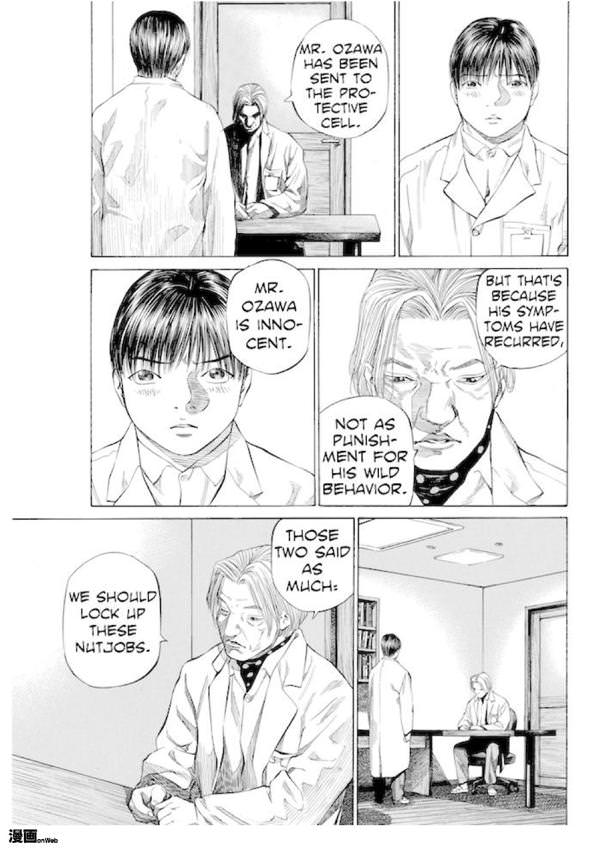 MR. OZAWA
HAS BEEN
SENT TO
THE PRO-
TECTIVE
CELL.
BUT THAT'S
BECAUSE
HIS SYMP-
TOMS HAVE
RECURRED,
NOT AS
PUNISH-
MENT FOR
HIS WILD
BEHAVIOR.
MR.
OZAWA
IS INNO-
CENT.
THOSE
TWO SAID
AS
MUCH:
WE SHOULD
LOCK UP
THESE
NUTJOBS.
漫画onWeb